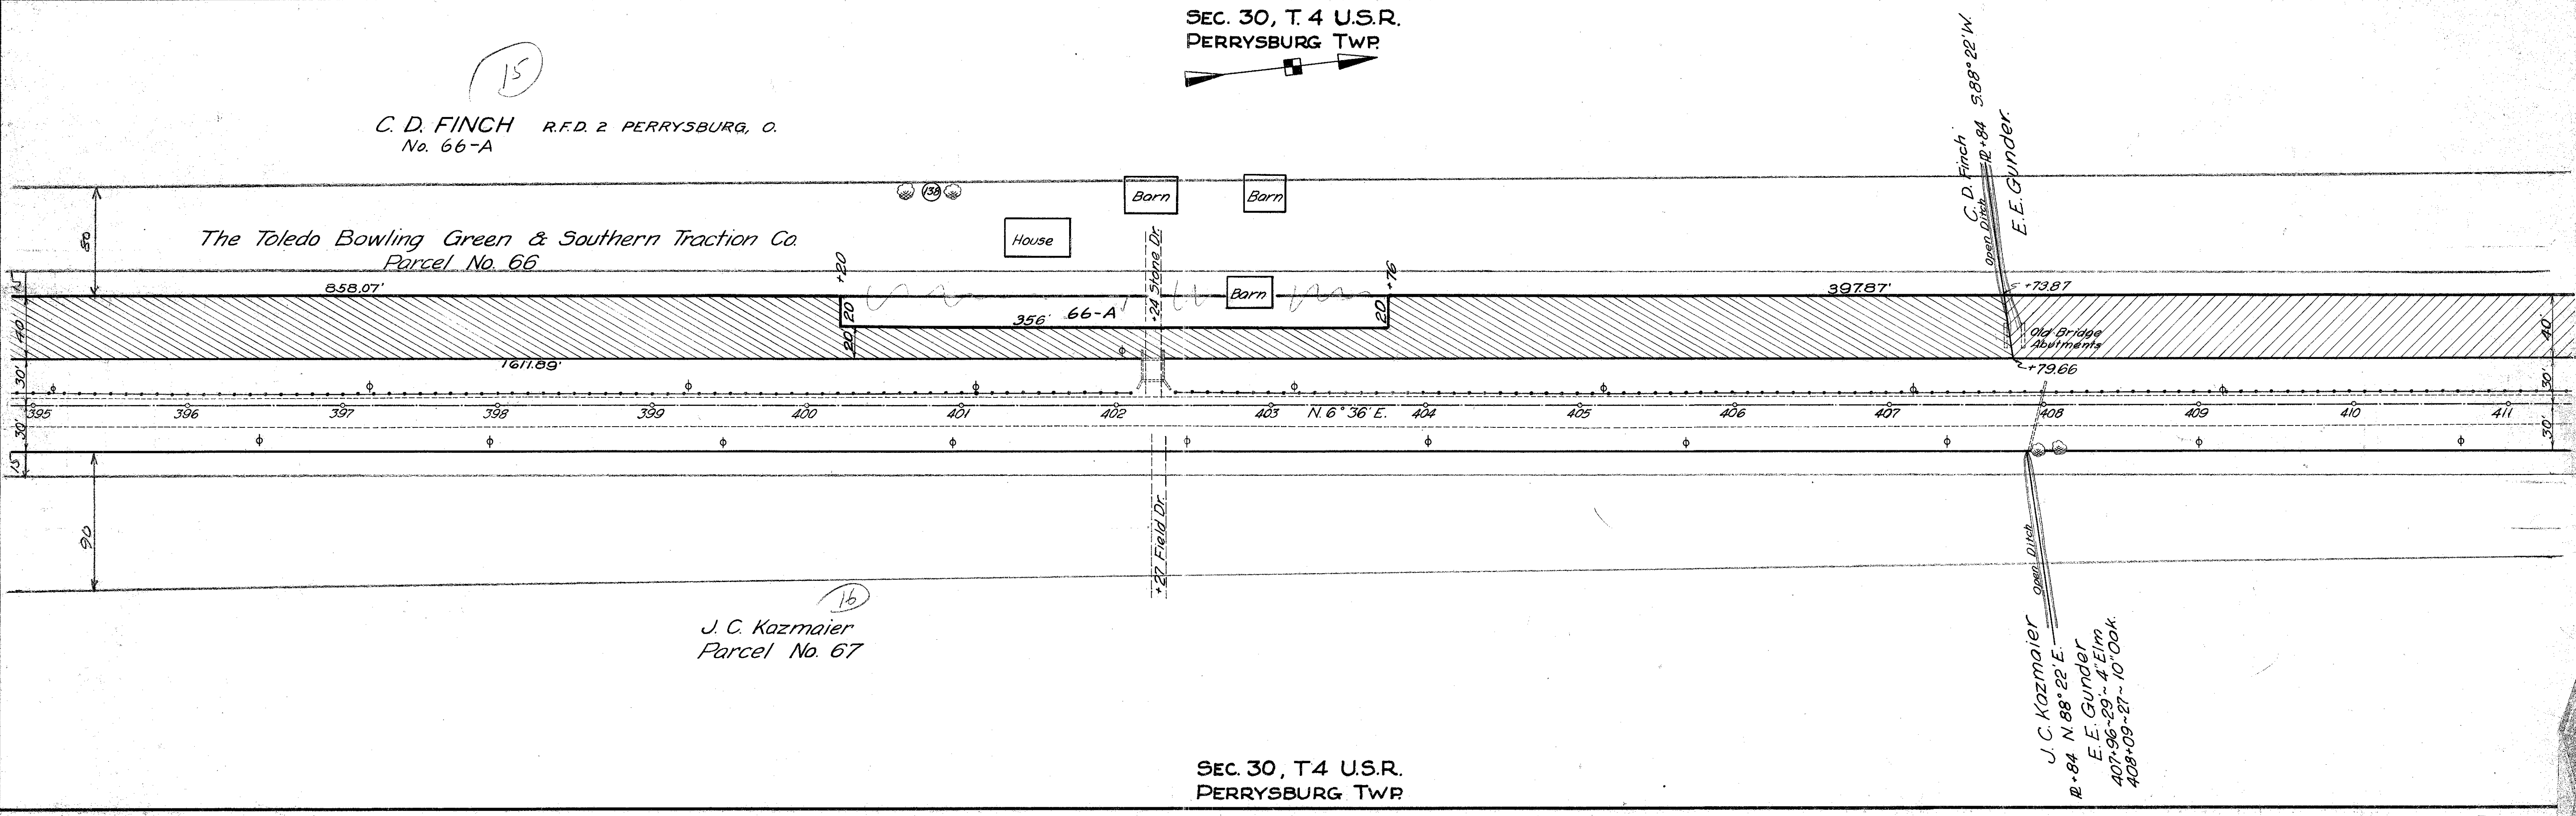 SEC. 30, T. 4 U.S.R.
PERRYSBURG TWP.
15
C. D. FINCH R.F.D. 2 PERRYSBURG, O.
No. 66-A
138
Barn
Barn
House
Barn
The Toledo Bowling Green & Southern Traction Co.
Parcel No. 66
80
15'
858.07'
+20
20'
20'
356'
66-A
+24 Stone Dr.
20'
+76
397.87'
Open Ditch
C. D. Finch
℄ +84 S.88°22'W.
E. E. Gunder.
+73.87
Old Bridge
Abutments
+79.66
40'
40'
1611.89'
30'
30'
395 396 397 398 399 400 401 402 403 N. 6°36' E. 404 405 406 407 408 409 410 411
30'
30'
15'
90
+27 Field Dr.
16
J. C. Kazmaier
Parcel No. 67
Open Ditch
J. C. Kazmaier
℄ +84 N. 88°22' E.
E. E. Gunder
407+96~29'~4" Elm
408+09~27~10" Oak.
SEC. 30, T4 U.S.R.
PERRYSBURG TWP.